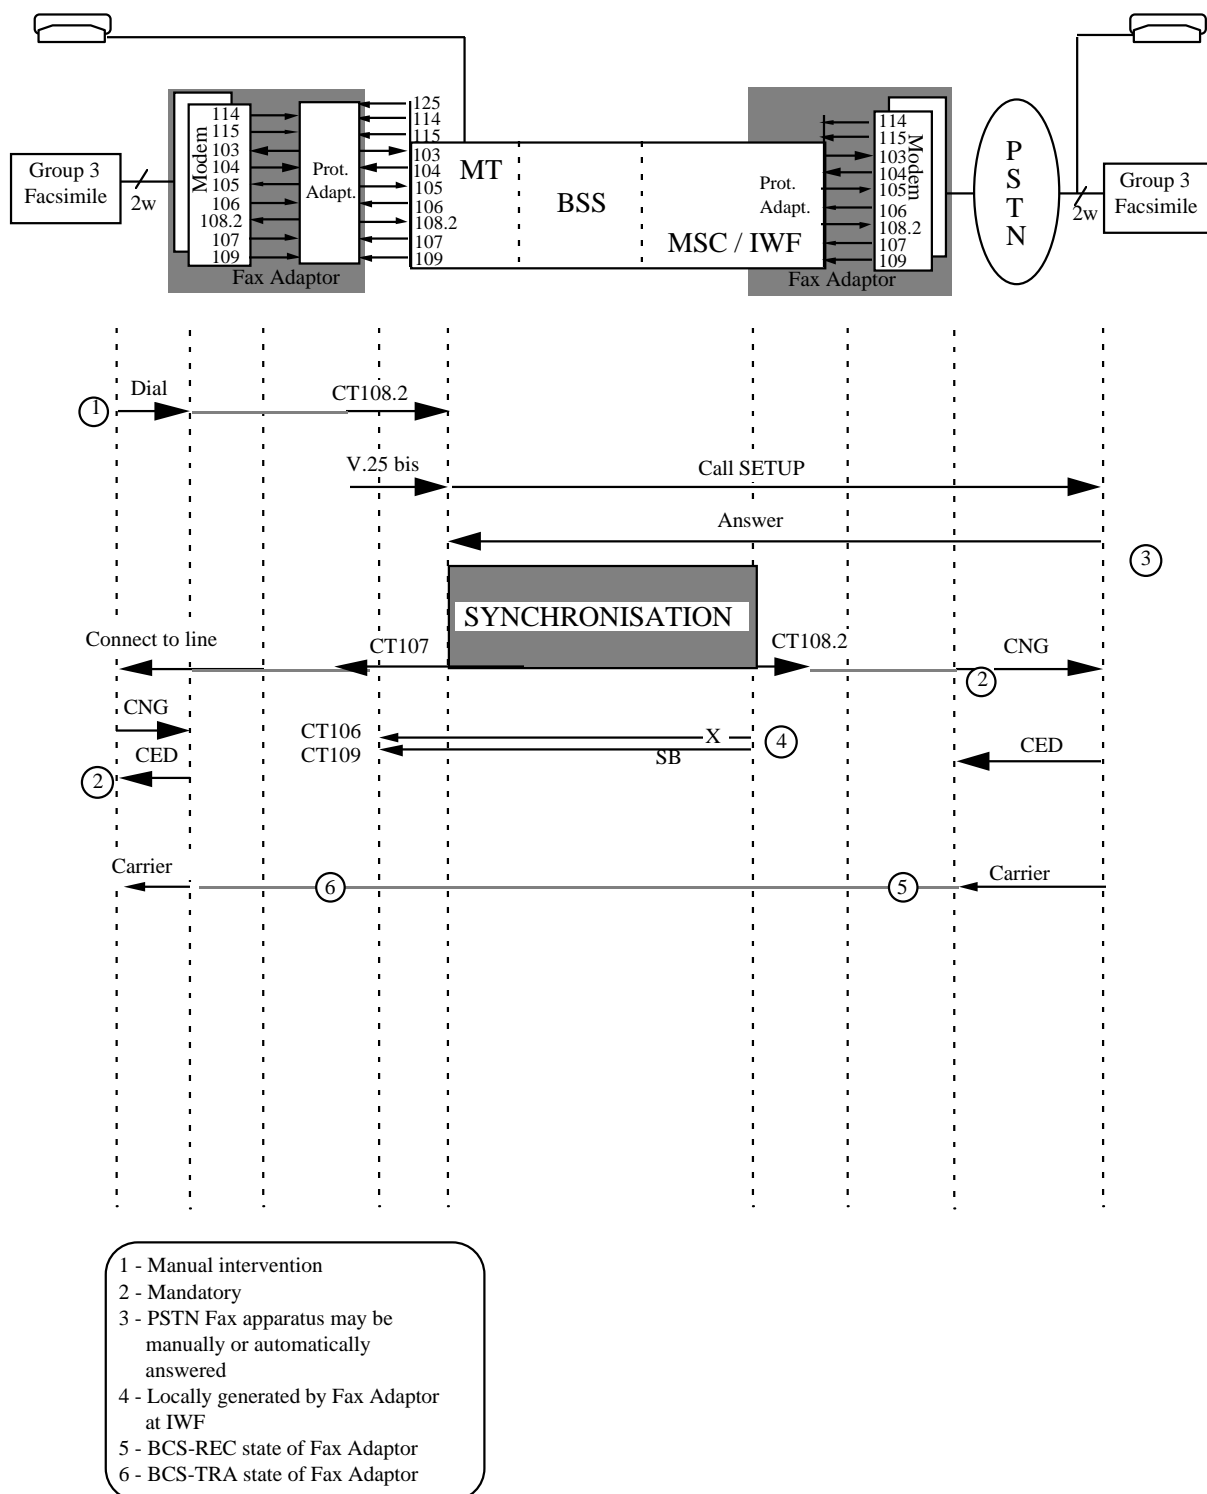 125
114
114
114
115
115
115
103
103
103
104
104
104
105
105
105
106
106
106
108.2
108.2
108.2
107
107
107
109
109
109
Modem
Modem
Prot.
Adapt.
MT
BSS
MSC / IWF
Prot.
Adapt.
P
S
T
N
Group 3
Facsimile
2w
2w
Group 3
Facsimile
Fax Adaptor
Fax Adaptor
Dial
CT108.2
1
V.25 bis
Call SETUP
Answer
3
SYNCHRONISATION
Connect to line
CT107
CT108.2
CNG
2
CNG
CT106
X
4
CT109
SB
CED
CED
2
Carrier
6
5
Carrier
1 - Manual intervention
2 - Mandatory
3 - PSTN Fax apparatus may be
manually or automatically
answered
4 - Locally generated by Fax Adaptor
at IWF
5 - BCS-REC state of Fax Adaptor
6 - BCS-TRA state of Fax Adaptor